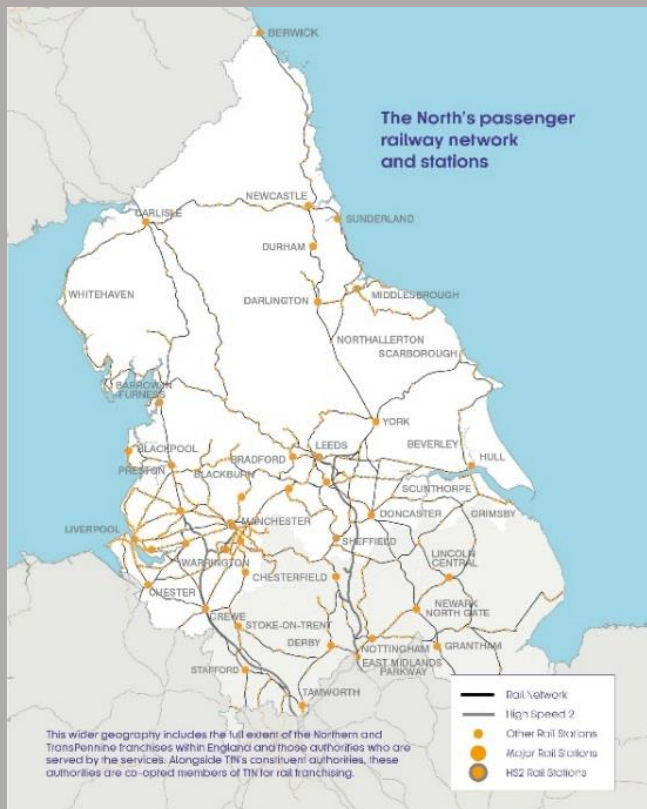 BERWICK
The North's passenger
railway network
and stations
NEWCASTLE
CARLISLE
SUNDERLAND
DURHAM
WHITEHAVEN
DARLINGTON
MIDDLESBROUGH
NORTHALLERTON
SCARBOROUGH
BARROW IN
FURNESS
YORK
BLACKPOOL
LEEDS
BEVERLEY
BRADFORD
HULL
PRESTON
BLACKBURN
SCUNTHORPE
LIVERPOOL
MANCHESTER
DONCASTER
GRIMSBY
SHEFFIELD
WARRINGTON
LINCOLN
CENTRAL
CHESTERFIELD
CHESTER
NEWARK
NORTH GATE
CREWE
STOKE-ON-TRENT
DERBY
NOTTINGHAM
GRANTHAM
EAST MIDLANDS
PARKWAY
STAFFORD
TAMWORTH
Rail Network
High Speed 2
Other Rail Stations
Major Rail Stations
HS2 Rail Stations
This wider geography includes the full extent of the Northern and
TransPennine franchises within England and those authorities who are
served by the services. Alongside TfN's constituent authorities, these
authorities are co-opted members of TfN for rail franchising.